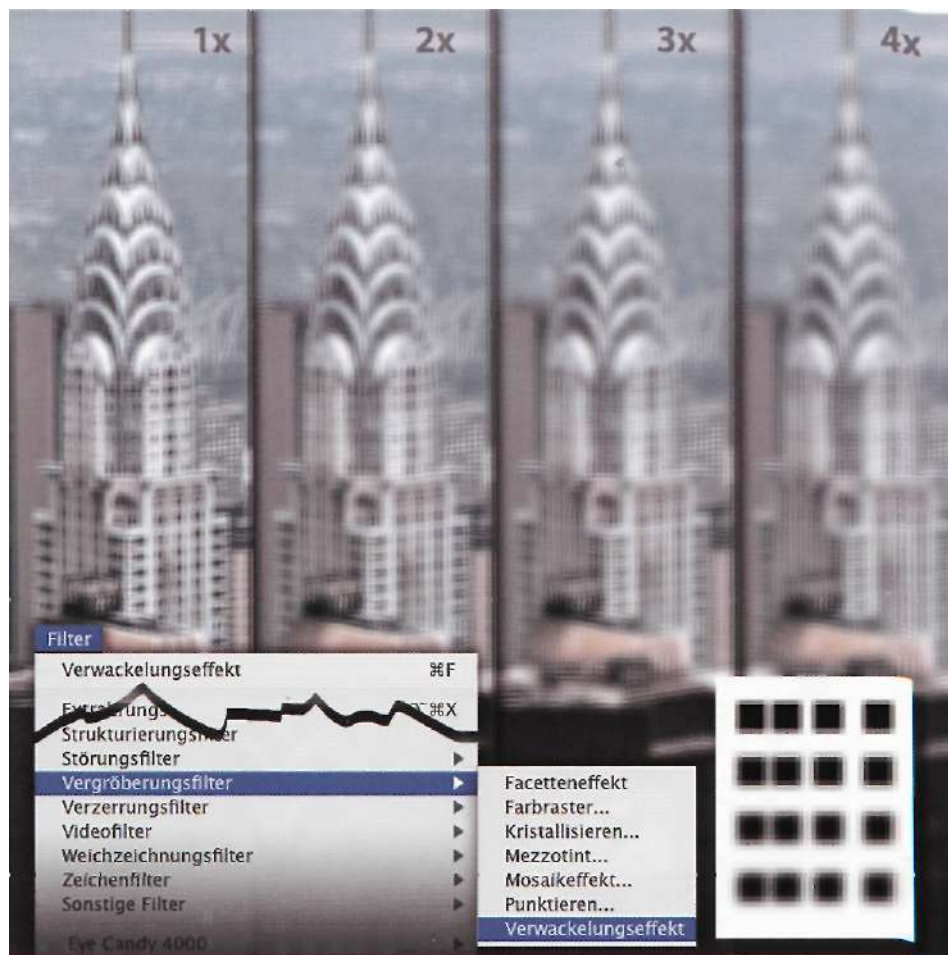 1x 2x 3x 4x
Filter
Verwackelungseffekt ⌘F
⌘X
Strukturierungsfilter
Störungsfilter
Vergröberungsfilter
Verzerrungsfilter
Videofilter
Weichzeichnungsfilter
Zeichenfilter
Sonstige Filter
Eye Candy 4000
Facetteneffekt
Farbraster...
Kristallisieren...
Mezzotint...
Mosaikeffekt...
Punktieren...
Verwackelungseffekt